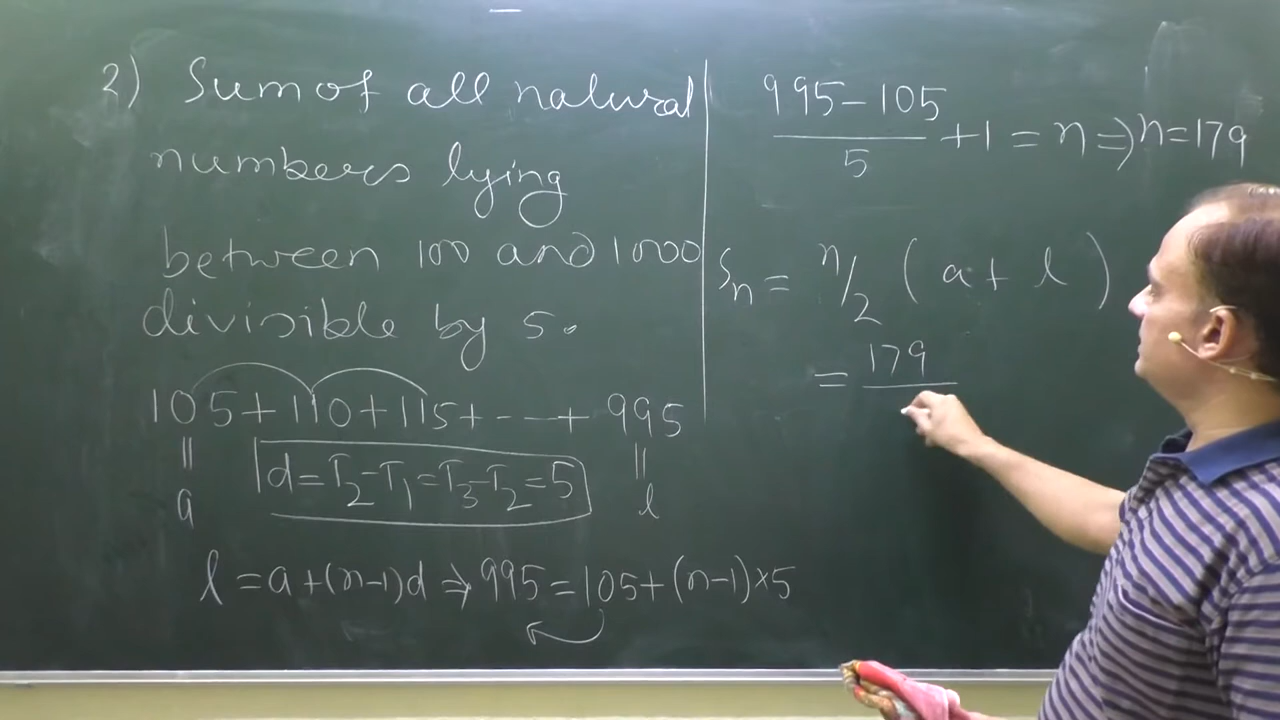 2) Sum of all natural
numbers lying
between 100 and 1000
divisible by 5.
105+110+115+-----+ 995
|| ||
a d=T₂-T₁=T₃-T₂=5 l
l =a+(n-1)d ⇒ 995=105+(n-1)×5
995-105
5 +1 = n ⇒ n=179
Sn = n/2 (a+ l)
= 179